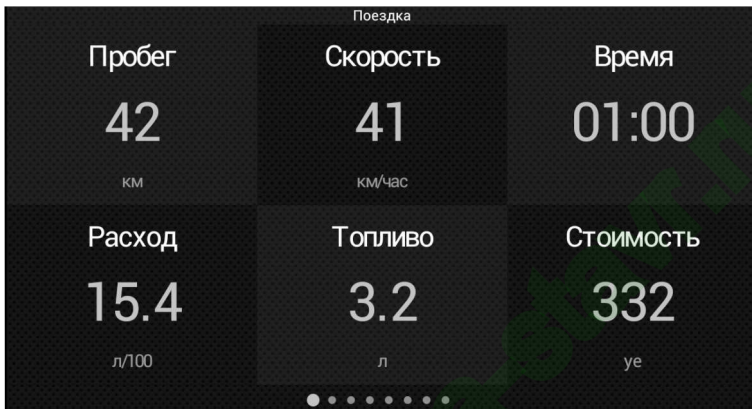 Поездка
Пробег Скорость Время
42 41 01:00
км км/час
Расход Топливо Стоимость
15.4 3.2 332
л/100 л уе